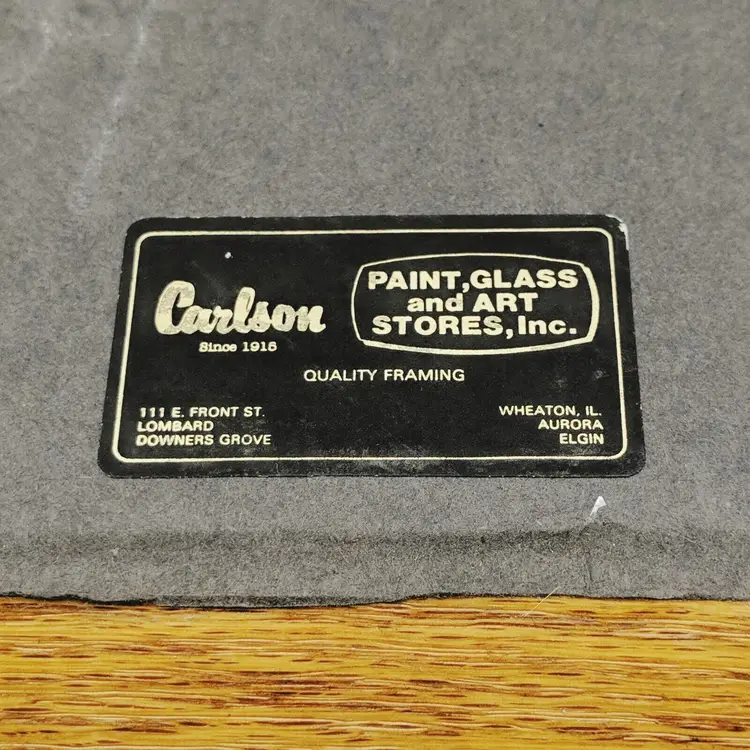 Carlson
Since 1916
PAINT, GLASS
and ART
STORES, Inc.
QUALITY FRAMING
111 E. FRONT ST.
LOMBARD
DOWNERS GROVE
WHEATON, IL.
AURORA
ELGIN